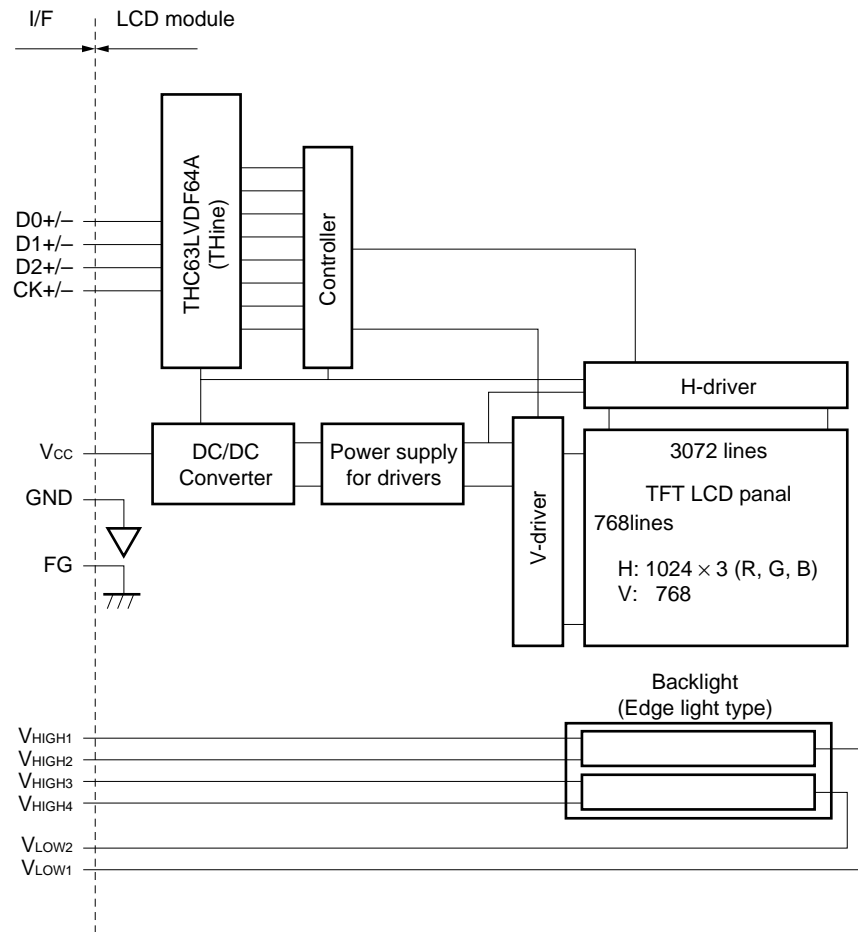 I/F
LCD module
THC63LVDF64A
(THine)
Controller
D0+/–
D1+/–
D2+/–
CK+/–
H-driver
VCC
DC/DC
Converter
Power supply
for drivers
V-driver
3072 lines
TFT LCD panal
768lines
H: 1024 × 3 (R, G, B)
V: 768
GND
FG
Backlight
(Edge light type)
VHIGH1
VHIGH2
VHIGH3
VHIGH4
VLOW2
VLOW1